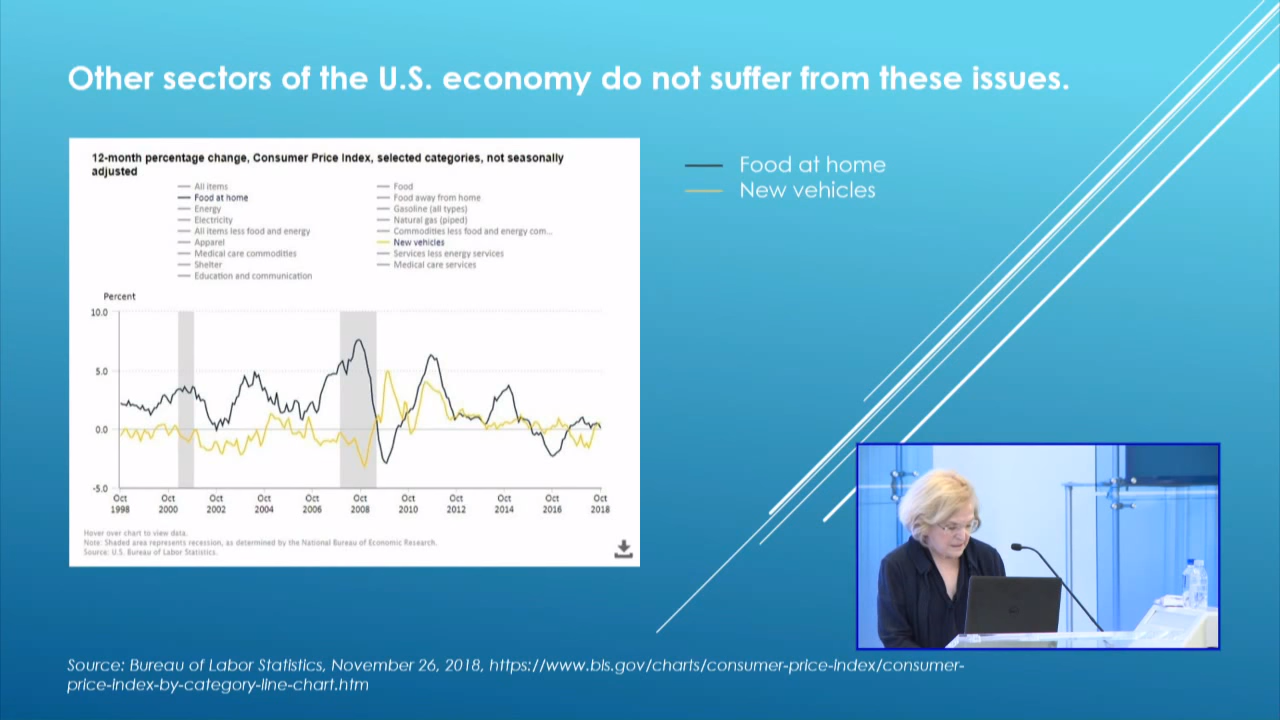 Other sectors of the U.S. economy do not suffer from these issues.
12-month percentage change, Consumer Price Index, selected categories, not seasonally
adjusted
All items
Food at home
Energy
Electricity
All items less food and energy
Apparel
Medical care commodities
Shelter
Education and communication
Food
Food away from home
Gasoline (all types)
Natural gas (piped)
Commodities less food and energy com...
New vehicles
Services less energy services
Medical care services
Percent
10.0
5.0
0.0
-5.0
Oct 1998
Oct 2000
Oct 2002
Oct 2004
Oct 2006
Oct 2008
Oct 2010
Oct 2012
Oct 2014
Oct 2016
Oct 2018
Hover over chart to view data.
Note: Shaded area represents recession, as determined by the National Bureau of Economic Research.
Source: U.S. Bureau of Labor Statistics.
Food at home
New vehicles
Source: Bureau of Labor Statistics, November 26, 2018, https://www.bls.gov/charts/consumer-price-index/consumer-
price-index-by-category-line-chart.htm